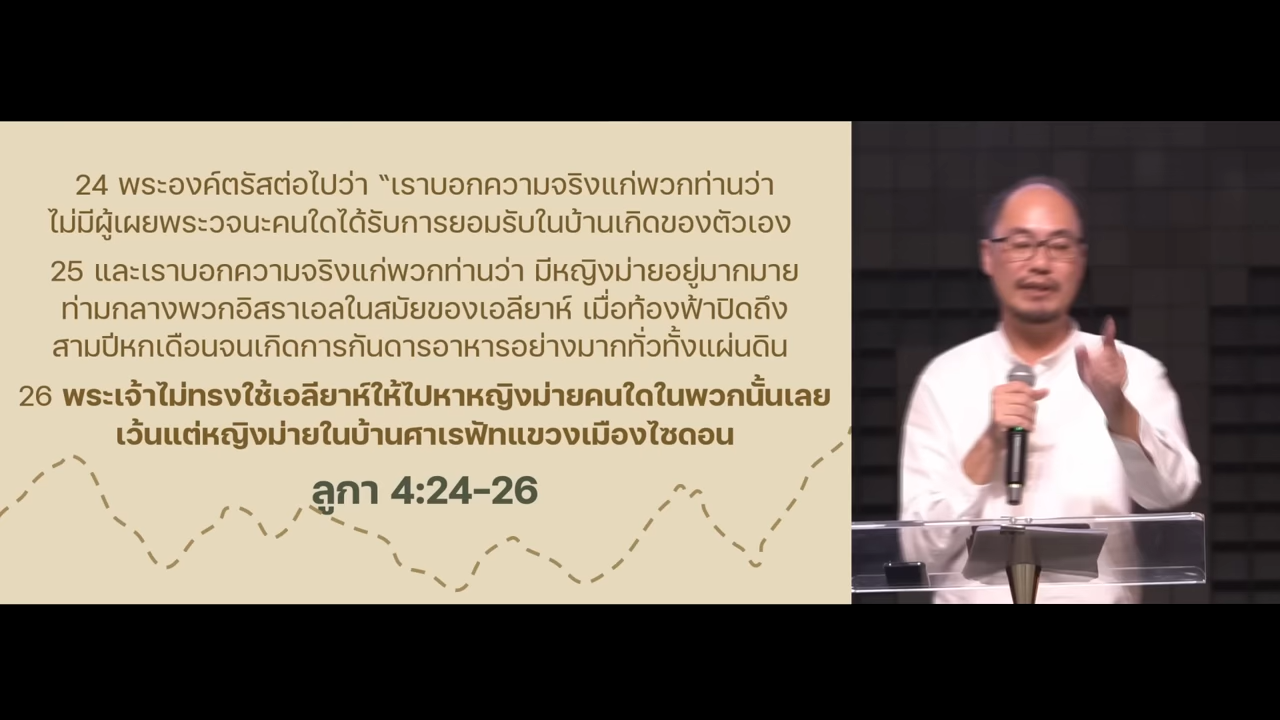 24 พระองค์ตรัสต่อไปว่า “เราบอกความจริงแก่พวกท่านว่า
ไม่มีผู้เผยพระวจนะคนใดได้รับการยอมรับในบ้านเกิดของตัวเอง
25 และเราบอกความจริงแก่พวกท่านว่า มีหญิงม่ายอยู่มากมาย
ท่ามกลางพวกอิสราเอลในสมัยของเอลียาห์ เมื่อท้องฟ้าปิดถึง
สามปีหกเดือนจนเกิดการกันดารอาหารอย่างมากทั่วทั้งแผ่นดิน
26 พระเจ้าไม่ทรงใช้เอลียาห์ให้ไปหาหญิงม่ายคนใดในพวกนั้นเลย
เว้นแต่หญิงม่ายในบ้านศาเรฟัทแขวงเมืองไซดอน
ลูกา 4:24-26